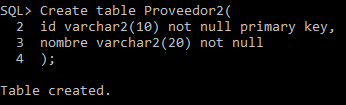 SQL> Create table Proveedor2(
2 id varchar2(10) not null primary key,
3 nombre varchar2(20) not null
4 );
Table created.